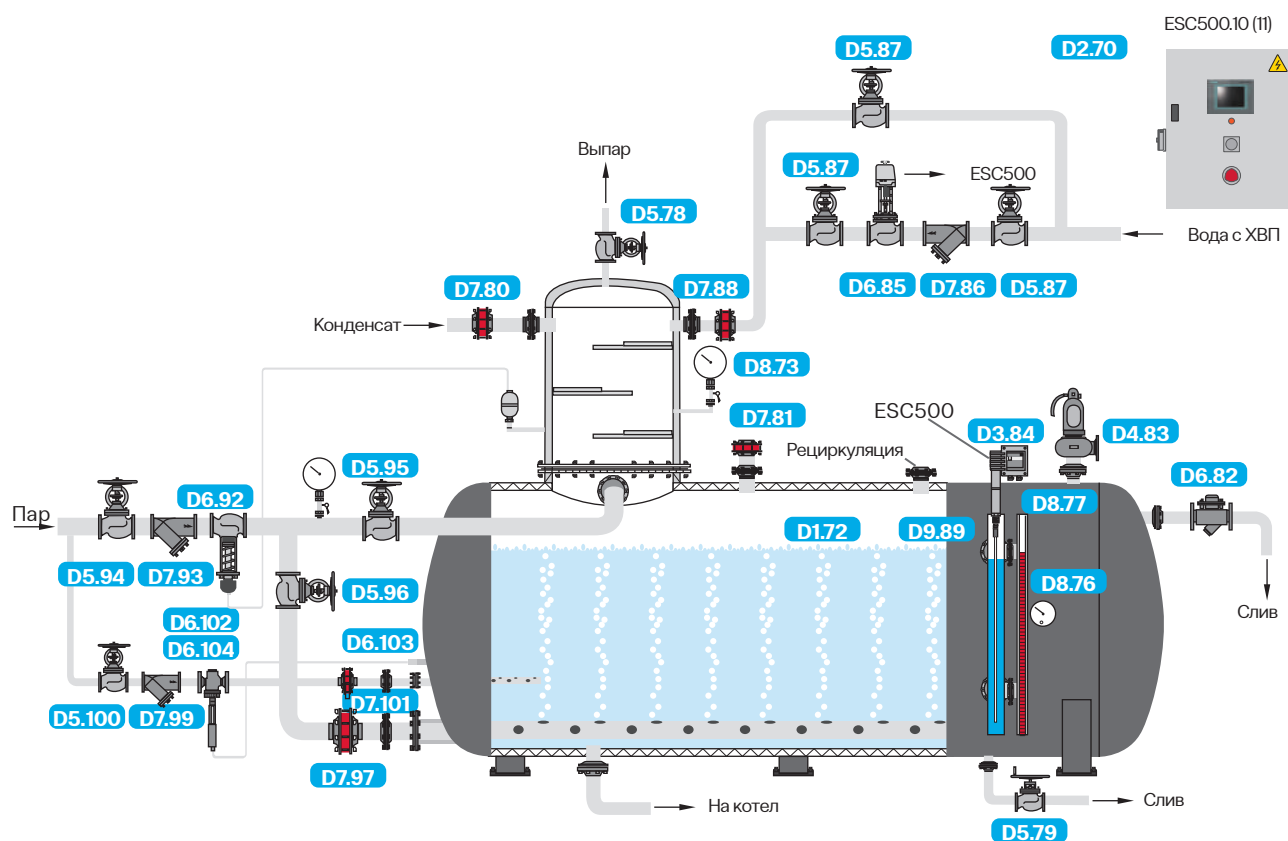 ESC500.10 (11)
D5.87
D2.70
Выпар
D5.87
ESC500
D5.78
Вода с ХВП
D7.80
D7.88
D6.85
D7.86
D5.87
Конденсат
D8.73
ESC500
D7.81
D3.84
D4.83
Рециркуляция
D5.95
D6.82
D6.92
D8.77
Пар
D1.72
D9.89
D5.94
D7.93
D5.96
D8.76
Слив
D6.102
D6.104
D6.103
D7.101
D5.100
D7.99
D7.97
На котел
Слив
D5.79